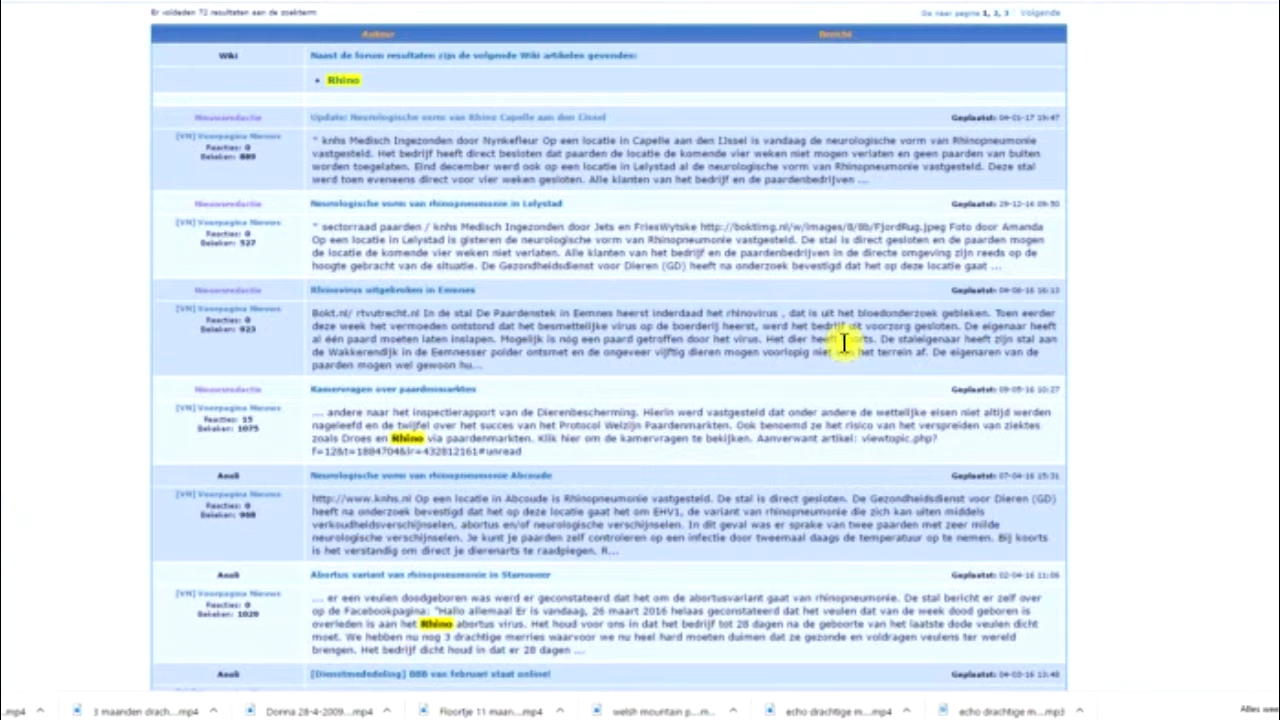 Er voldeden 72 resultaten aan de zoekterm
Ga naar pagina 1, 2, 3 Volgende
Auteur Bericht
Wiki
Naast de forum resultaten zijn de volgende Wiki artikelen gevonden:
• Rhino
Nieuwsredactie
Update: Neurologische vorm van Rhino Capelle aan den IJssel
Geplaatst: 04-01-17 19:47
[VN] Voorpagina Nieuws
Reacties: 0
Bekeken: 889
" knhs Medisch Ingezonden door Nynkefleur Op een locatie in Capelle aan den IJssel is vandaag de neurologische vorm van Rhinopneumonie
vastgesteld. Het bedrijf heeft direct besloten dat paarden de locatie de komende vier weken niet mogen verlaten en geen paarden van buiten
worden toegelaten. Eind december werd ook op een locatie in Lelystad al de neurologische vorm van Rhinopneumonie vastgesteld. Deze stal
werd toen eveneens direct voor vier weken gesloten. Alle klanten van het bedrijf en de paardenbedrijven ...
Nieuwsredactie
Neurologische vorm van rhinopneumonie in Lelystad
Geplaatst: 29-12-16 09:50
[VN] Voorpagina Nieuws
Reacties: 0
Bekeken: 527
" sectorraad paarden / knhs Medisch Ingezonden door Jets en FriesWytske http://boktimg.nl/w/images/8/8b/FjordRug.jpeg Foto door Amanda
Op een locatie in Lelystad is gisteren de neurologische vorm van Rhinopneumonie vastgesteld. De stal is direct gesloten en de paarden mogen
de locatie de komende vier weken niet verlaten. Alle klanten van het bedrijf en de paardenbedrijven in de directe omgeving zijn reeds op de
hoogte gebracht van de situatie. De Gezondheidsdienst voor Dieren (GD) heeft na onderzoek bevestigd dat het op deze locatie gaat ...
Nieuwsredactie
Rhinovirus uitgebroken in Eemnes
Geplaatst:
[VN] Voorpagina Nieuws
Reacties: 0
Bekeken: 923
Bokt.nl/ rtvutrecht.nl In de stal De Paardenstek in Eemnes heerst inderdaad het rhinovirus , dat is uit het bloedonderzoek gebleken. Toen eerder
deze week het vermoeden ontstond dat het besmettelijke virus op de boerderij heerst, werd het bedrijf uit voorzorg gesloten. De eigenaar heeft
al één paard moeten laten inslapen. Mogelijk is nog een paard getroffen door het virus. Het dier heeft koorts. De staleigenaar heeft zijn stal aan
de Wakkerendijk in de Eemnesser polder ontsmet en de ongeveer vijftig dieren mogen voorlopig niet van het terrein af. De eigenaren van de
paarden mogen wel gewoon hu...
Nieuwsredactie
Kamervragen over paardenmarkten
Geplaatst: 10:27
[VN] Voorpagina Nieuws
Reacties: 15
Bekeken: 1075
... andere naar het inspectierapport van de Dierenbescherming. Hierin werd vastgesteld dat onder andere de wettelijke eisen niet altijd werden
nageleefd en de twijfel over het succes van het Protocol Welzijn Paardenmarkten. Ook benoemd ze het risico van het verspreiden van ziektes
zoals Droes en Rhino via paardenmarkten. Klik hier om de kamervragen te bekijken. Aanverwant artikel: viewtopic.php?
f=12&t=1884704&lr=432812161#unread
Anoli
Neurologische vorm van rhinopneumonie Abcoude
Geplaatst: 07-04-16 15:31
[VN] Voorpagina Nieuws
Reacties: 0
Bekeken: 988
http://www.knhs.nl Op een locatie in Abcoude is Rhinopneumonie vastgesteld. De stal is direct gesloten. De Gezondheidsdienst voor Dieren (GD)
heeft na onderzoek bevestigd dat het op deze locatie gaat om EHV1, de variant van rhinopneumonie die zich kan uiten middels
verkoudheidsverschijnselen, abortus en/of neurologische verschijnselen. In dit geval was er sprake van twee paarden met zeer milde
neurologische verschijnselen. Je kunt je paarden zelf controleren op een infectie door tweemaal daags de temperatuur op te nemen. Bij koorts
is het verstandig om direct je dierenarts te raadplegen. R...
Anoli
Abortus variant van rhinopneumonie in Starnmeer
Geplaatst: 02-04-16 11:06
[VN] Voorpagina Nieuws
Reacties: 0
Bekeken: 1029
... er een veulen doodgeboren was werd er geconstateerd dat het om de abortusvariant gaat van rhinopneumonie. De stal bericht er zelf over
op de Facebookpagina: "Hallo allemaal Er is vandaag, 26 maart 2016 helaas geconstateerd dat het veulen dat van de week dood geboren is
overleden is aan het Rhino abortus virus. Het houd voor ons in dat het bedrijf tot 28 dagen na de geboorte van het laatste dode veulen dicht
moet. We hebben nu nog 3 drachtige merries waarvoor we nu heel hard moeten duimen dat ze gezonde en voldragen veulens ter wereld
brengen. Het bedrijf dicht houd in dat er 28 dagen ...
Anoli
[Dienstmededeling] BBB van februari staat online!
Geplaatst: 04-03-16 13:48
...mp4
3 maanden drach....mp4
Donna 28-4-2009....mp4
Floortje 11 maan....mp4
welsh mountain p....m...
echo drachtige m....mp4
echo drachtige m....mp3
Alles wee